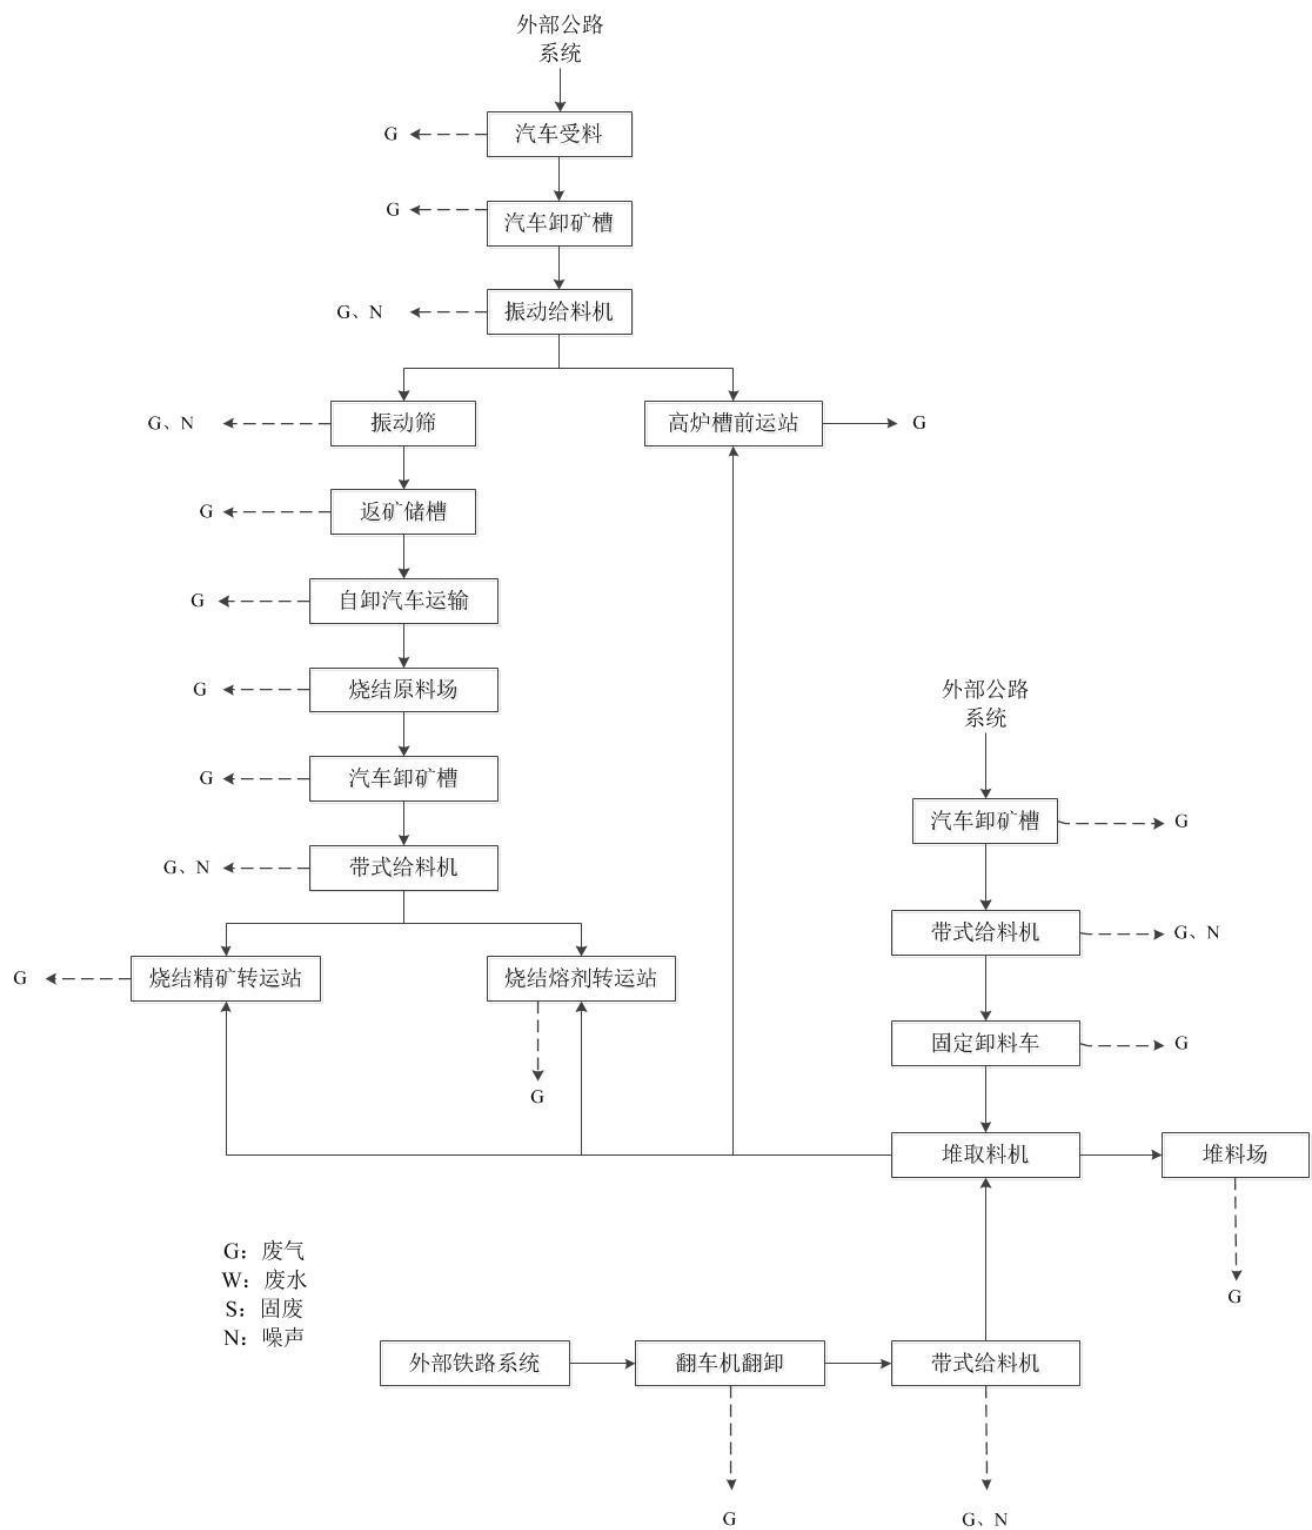 外部公路
系统
G
汽车受料
G
汽车卸矿槽
G、N
振动给料机
G、N
振动筛
高炉槽前运站
G
G
返矿储槽
G
自卸汽车运输
G
烧结原料场
外部公路
系统
G
汽车卸矿槽
汽车卸矿槽
G
G、N
带式给料机
带式给料机
G、N
G
烧结精矿转运站
烧结熔剂转运站
固定卸料车
G
G
堆取料机
堆料场
G：废气
W：废水
S：固废
N：噪声
G
外部铁路系统
翻车机翻卸
带式给料机
G
G、N